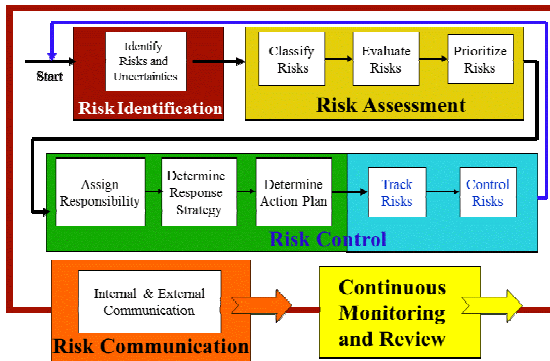 Start
Identify
Risks and
Uncertainties
Risk Identification
Classify
Risks
Evaluate
Risks
Prioritize
Risks
Risk Assessment
Assign
Responsibility
Determine
Response
Strategy
Determine
Action Plan
Track
Risks
Control
Risks
Risk Control
Internal & External
Communication
Risk Communication
Continuous
Monitoring
and Review